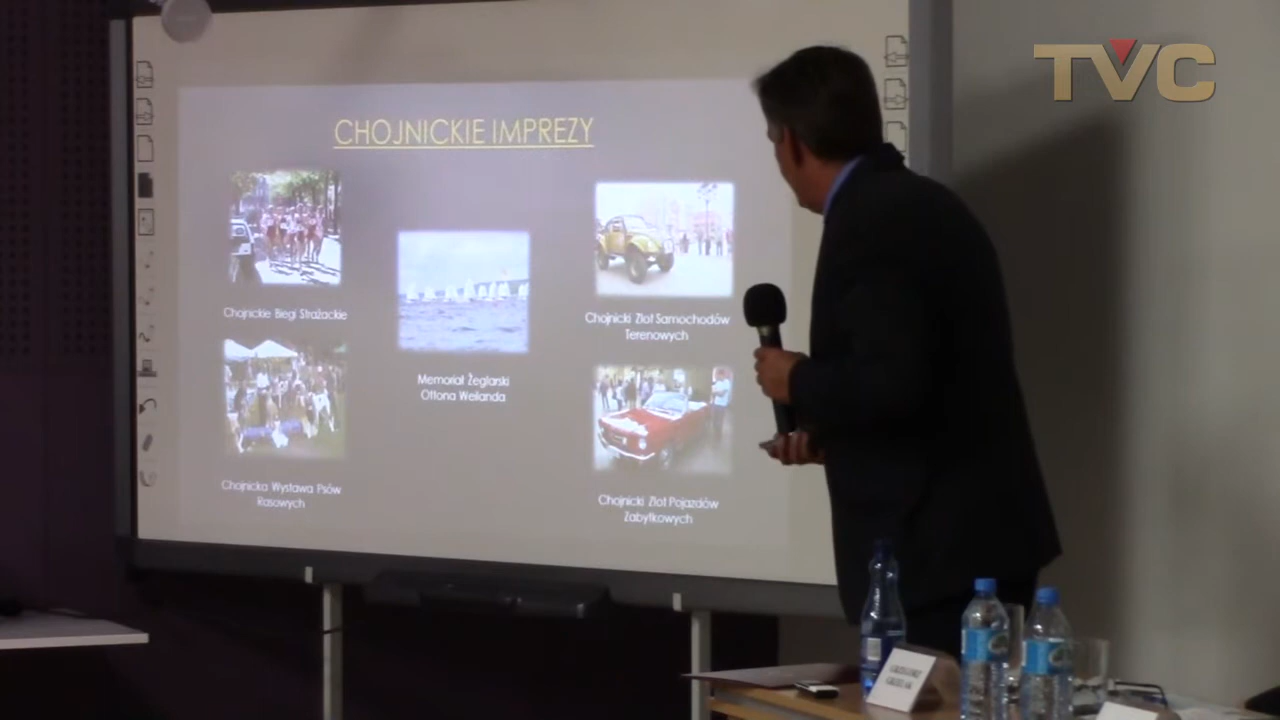 TVC
CHOJNICKIE IMPREZY
Chojnickie Biegi Strażackie
Chojnicki Zlot Samochodów
Terenowych
Memoriał Żeglarski
Ottona Weilanda
Chojnicka Wystawa Psów
Rasowych
Chojnicki Zlot Pojazdów
Zabytkowych